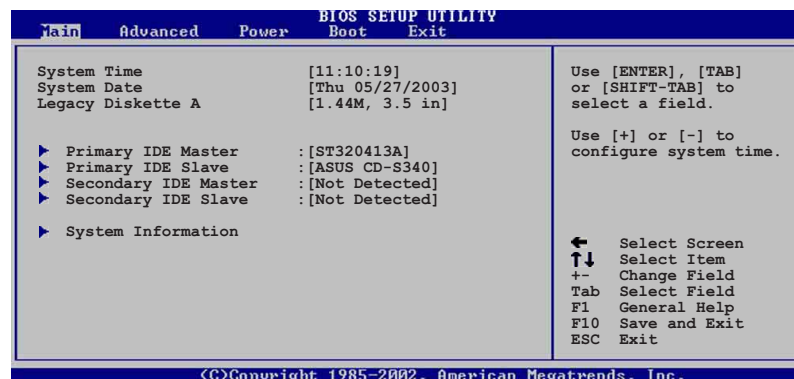 BIOS SETUP UTILITY
Main Advanced Power Boot Exit
System Time [11:10:19]
System Date [Thu 05/27/2003]
Legacy Diskette A [1.44M, 3.5 in]
Primary IDE Master :[ST320413A]
Primary IDE Slave :[ASUS CD-S340]
Secondary IDE Master :[Not Detected]
Secondary IDE Slave :[Not Detected]
System Information
Use [ENTER], [TAB]
or [SHIFT-TAB] to
select a field.
Use [+] or [-] to
configure system time.
Select Screen
↑↓ Select Item
+- Change Field
Tab Select Field
F1 General Help
F10 Save and Exit
ESC Exit
(C)Copyright 1985-2002, American Megatrends, Inc.